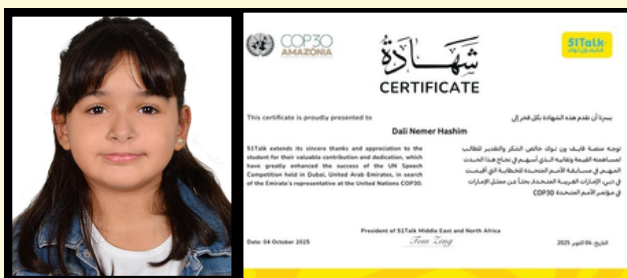 COP30
AMAZÔNIA
شهادة
CERTIFICATE
51Talk
فايف ون توك
This certificate is proudly presented to
يسرنا أن نقدم هذه الشهادة بكل فخر إلى
Dali Nemer Hashim
51Talk extends its sincere thanks and appreciation to the
student for their valuable contribution and dedication, which
have greatly enhanced the success of the UN Speech
Competition held in Dubai, United Arab Emirates, in search
of the Emirate's representative at the United Nations COP30.
توجه منصة فايف ون توك خالص الشكر والتقدير للطالب
لمساهمته القيمة وتفانيه الذي أسهم في نجاح هذا الحدث
المهم في مسابقة الأمم المتحدة للخطابة التي أقيمت
في دبي، الإمارات العربية المتحدة، بحثاً عن ممثل الإمارات
في مؤتمر الأمم المتحدة COP30
President of 51Talk Middle East and North Africa
Tom Zeng
Date: 04 October 2025
التاريخ: 04 أكتوبر 2025